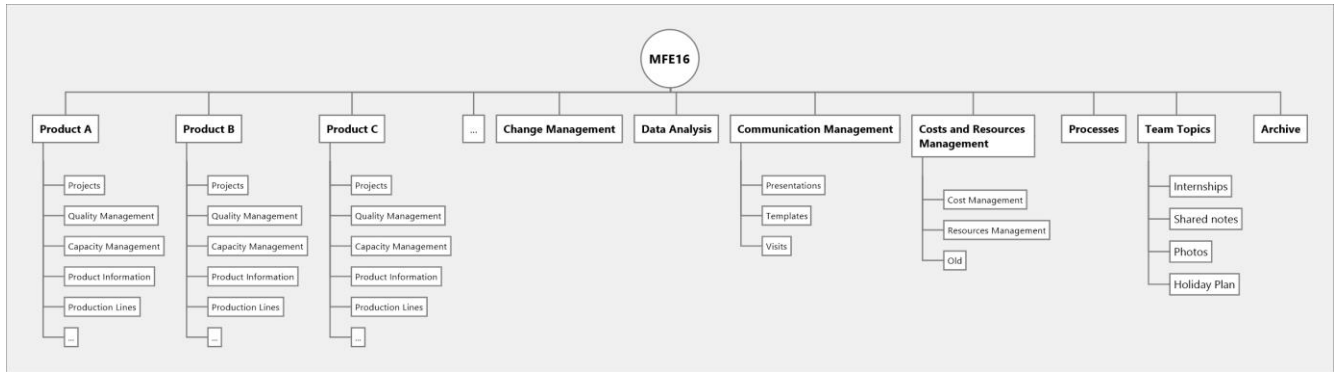 MFE16
Product A
Product B
Product C
...
Change Management
Data Analysis
Communication Management
Costs and Resources
Management
Processes
Team Topics
Archive
Projects
Quality Management
Capacity Management
Product Information
Production Lines
...
Projects
Quality Management
Capacity Management
Product Information
Production Lines
...
Projects
Quality Management
Capacity Management
Product Information
Production Lines
...
Presentations
Templates
Visits
Cost Management
Resources Management
Old
Internships
Shared notes
Photos
Holiday Plan